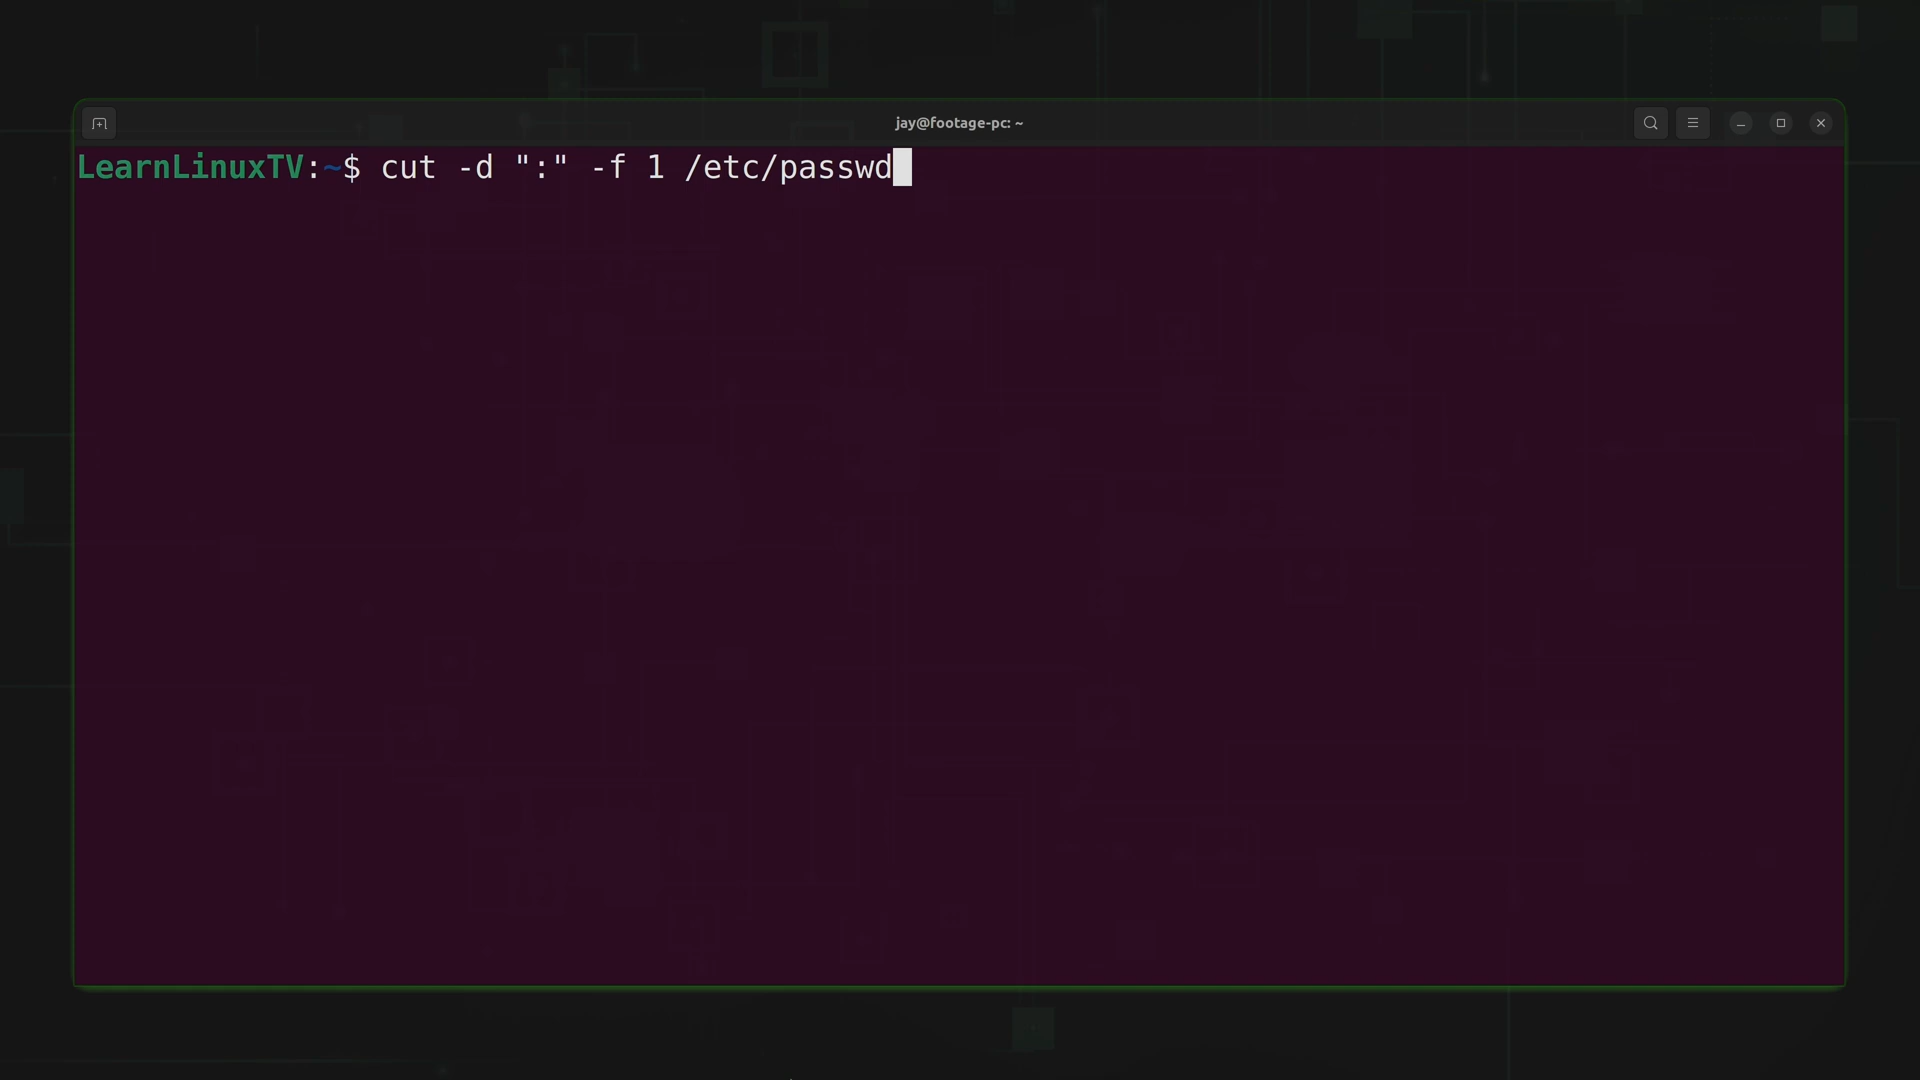 jay@footage-pc: ~
LearnLinuxTV:~$ cut -d ":" -f 1 /etc/passwd